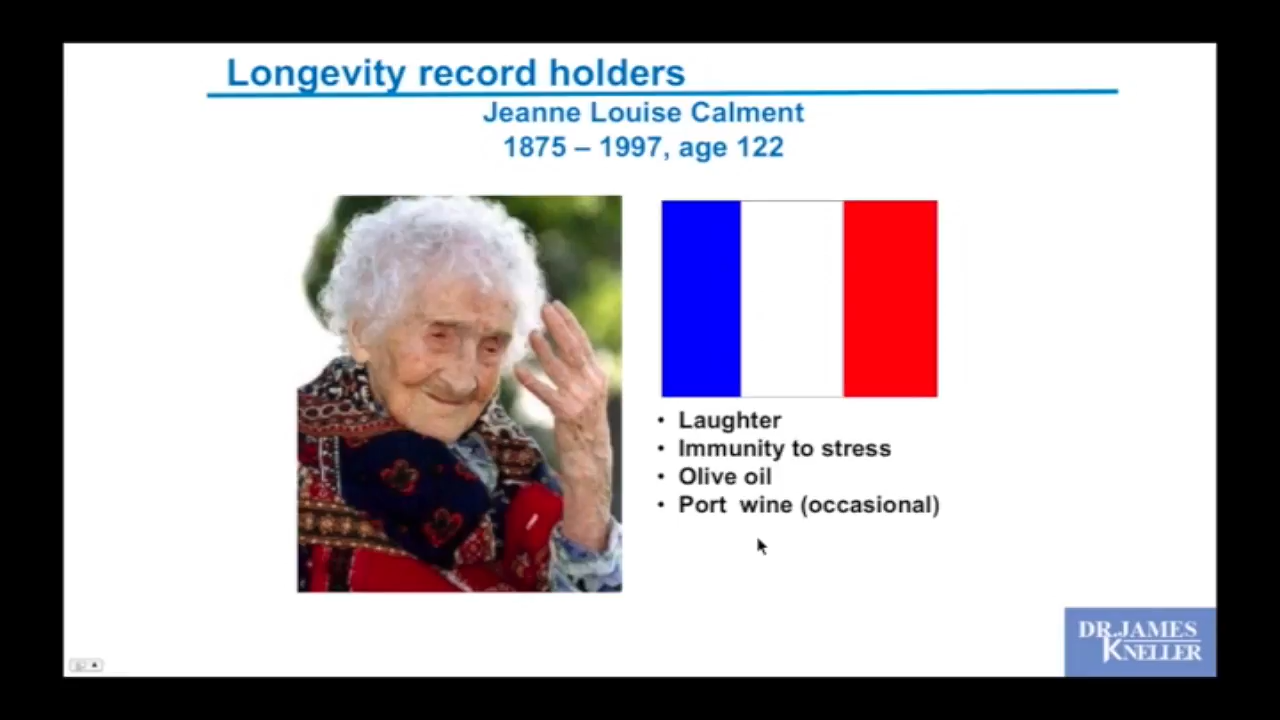 Longevity record holders
Jeanne Louise Calment
1875 – 1997, age 122
• Laughter
• Immunity to stress
• Olive oil
• Port  wine (occasional)
DR.JAMES
KNELLER